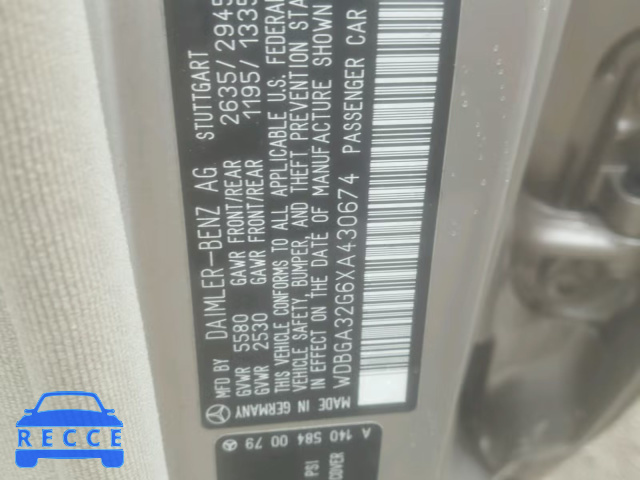 MFD BY DAIMLER-BENZ AG STUTTGART
GVWR 5580 GAWR FRONT/REAR 2635/2945
GVWR 2530 GAWR FRONT/REAR 1195/1335
THIS VEHICLE CONFORMS TO ALL APPLICABLE U.S. FEDERAL
VEHICLE SAFETY, BUMPER, AND THEFT PREVENTION STA
IN EFFECT ON THE DATE OF MANUFACTURE SHOWN
WDBGA32G6XA430674 PASSENGER CAR
MADE IN GERMANY
A 140 584 00 79
PSI
COVER
RECCE